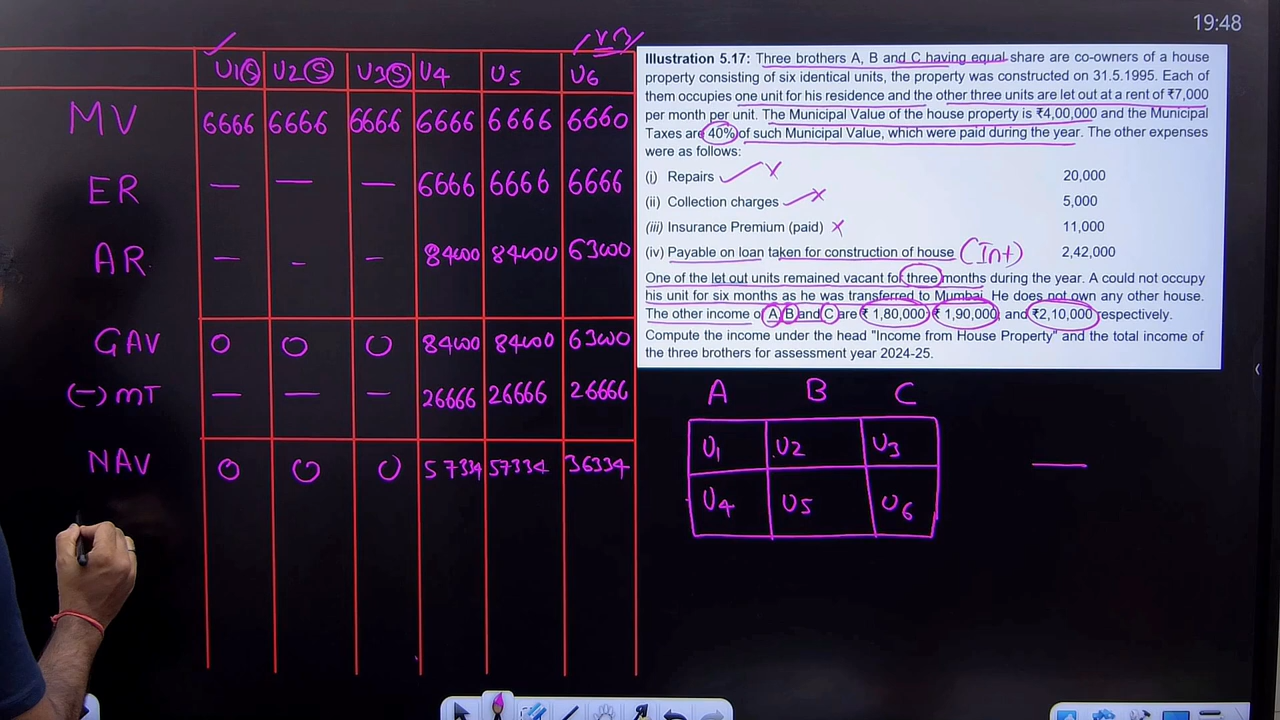 19:48
U1(S) U2(S) U3(S) U4 U5 U6
MV 6666 6666 6666 6666 6666 6660
ER — — — 6666 6666 6666
AR — - - 84000 84000 63000
GAV 0 0 0 84000 84000 63000
(-) MT — — — 26666 26666 26666
NAV 0 0 0 57334 57334 36334
Illustration 5.17: Three brothers A, B and C having equal share are co-owners of a house
property consisting of six identical units, the property was constructed on 31.5.1995. Each of
them occupies one unit for his residence and the other three units are let out at a rent of ₹7,000
per month per unit. The Municipal Value of the house property is ₹4,00,000 and the Municipal
Taxes are 40% of such Municipal Value, which were paid during the year. The other expenses
were as follows:
(i) Repairs 20,000
(ii) Collection charges 5,000
(iii) Insurance Premium (paid) 11,000
(iv) Payable on loan taken for construction of house (Int) 2,42,000
One of the let out units remained vacant for three months during the year. A could not occupy
his unit for six months as he was transferred to Mumbai. He does not own any other house.
The other income of A B and C are ₹ 1,80,000 ₹ 1,90,000 and ₹2,10,000 respectively.
Compute the income under the head "Income from House Property" and the total income of
the three brothers for assessment year 2024-25.
A B C
U1 U2 U3
U4 U5 U6